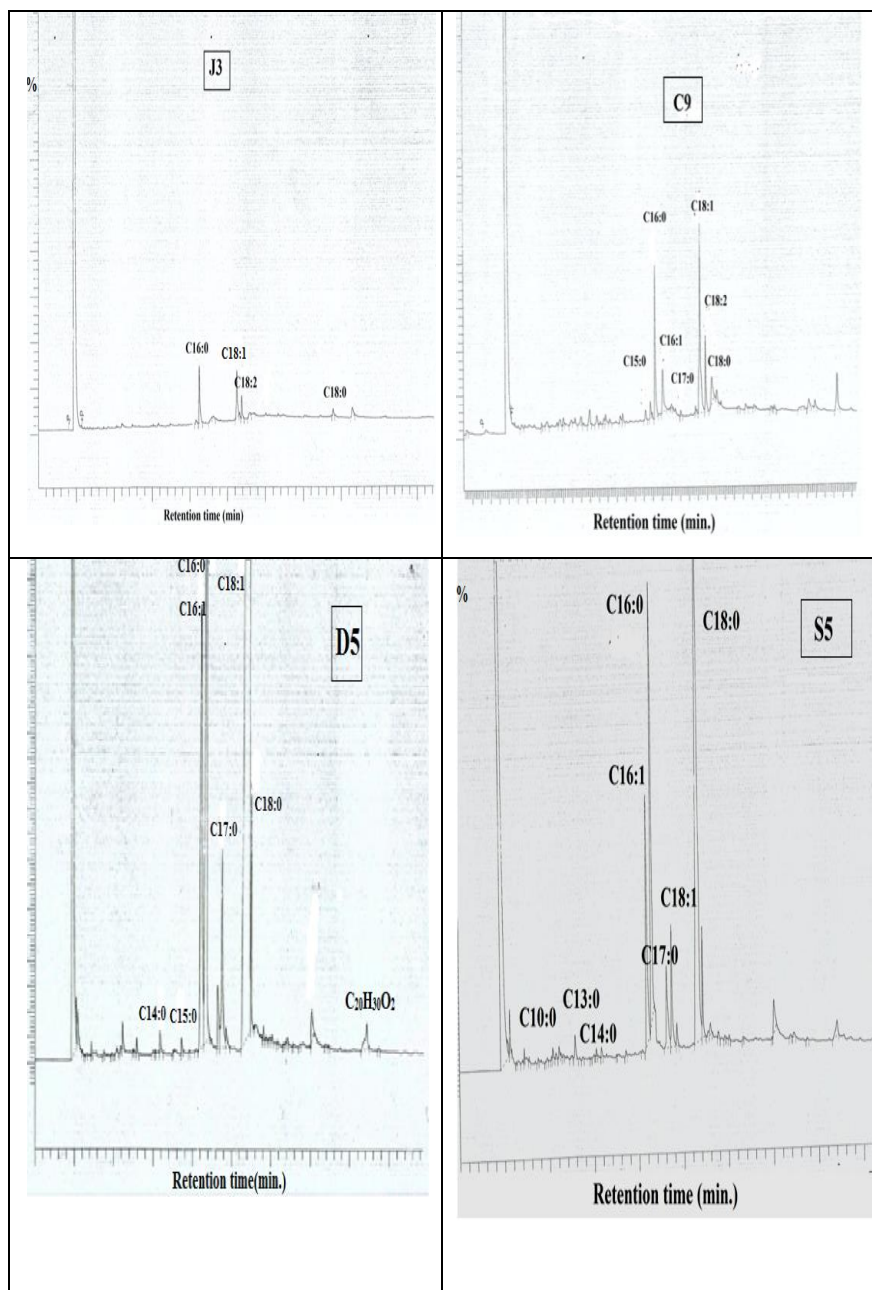 J3
%
C16:0
C18:1
C18:2
C18:0
Retention time (min)
C9
C18:1
C16:0
C18:2
C16:1
C15:0
C18:0
C17:0
Retention time (min.)
C16:0
C18:1
C16:1
D5
C18:0
C17:0
C20H30O2
C14:0
C15:0
Retention time(min.)
%
C16:0
C18:0
S5
C16:1
C18:1
C17:0
C13:0
C10:0
C14:0
Retention time (min.)